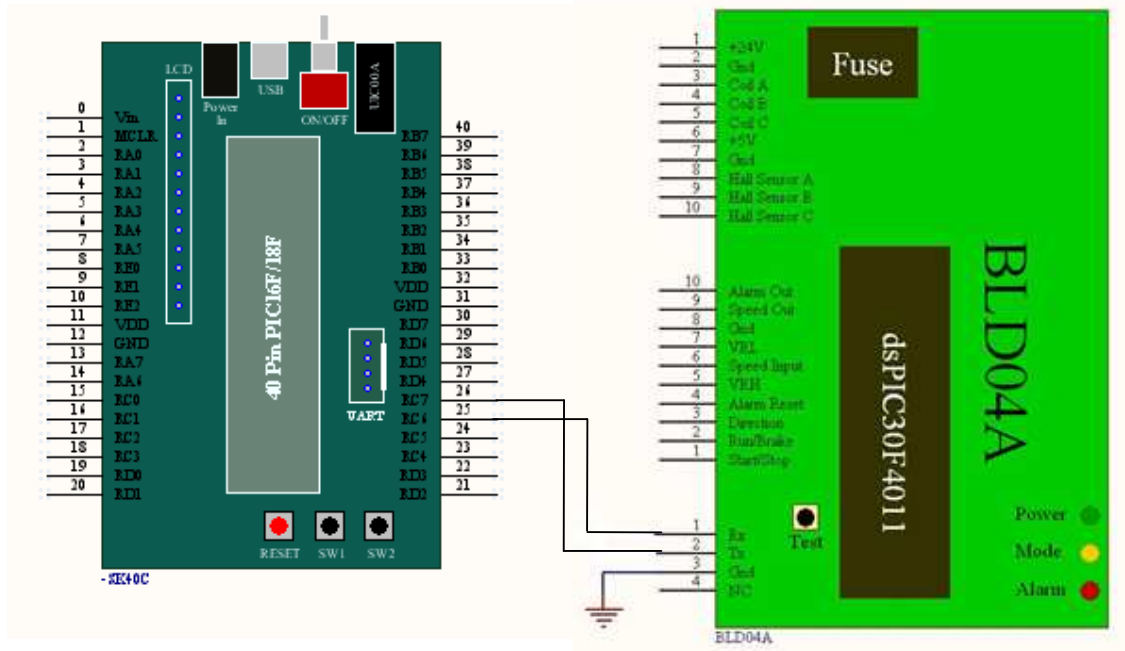 LCD
Power
In
USB
ON/OFF
UIC00A
0 Vin
1 MCLR
2 RA0
3 RA1
4 RA2
5 RA3
6 RA4
7 RA5
8 RE0
9 RE1
10 RE2
11 VDD
12 GND
13 RA7
14 RA6
15 RC0
16 RC1
17 RC2
18 RC3
19 RD0
20 RD1
40 Pin PIC16F/18F
RB7 40
RB6 39
RB5 38
RB4 37
RB3 36
RB2 35
RB1 34
RB0 33
VDD 32
GND 31
RD7 30
RD6 29
RD5 28
RD4 27
RC7 26
RC6 25
RC5 24
RC4 23
RD3 22
RD2 21
UART
RESET
SW1
SW2
-SK40C
1 +24V
2 Gnd
3 Coil A
4 Coil B
5 Coil C
6 +5V
7 Gnd
8 Hall Sensor A
9 Hall Sensor B
10 Hall Sensor C
Fuse
10 Alarm Out
9 Speed Out
8 Gnd
7 VRL
6 Speed Input
5 VRH
4 Alarm Reset
3 Direction
2 Run/Brake
1 Start/Stop
dsPIC30F4011
BLD04A
1 Rx
2 Tx
3 Gnd
4 NC
Test
Power
Mode
Alarm
BLD04A